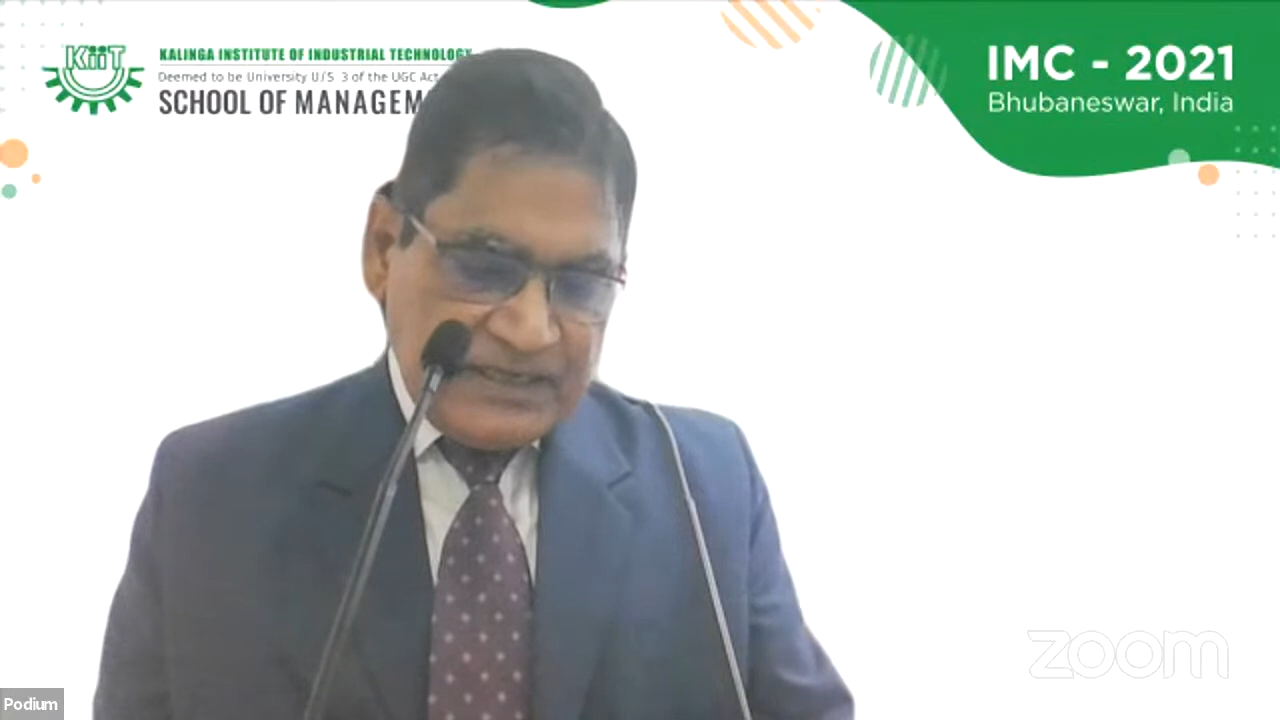 KiiT
KALINGA INSTITUTE OF INDUSTRIAL TECHNOLOGY
Deemed to be University U/S 3 of the UGC Act
SCHOOL OF MANAGEM
IMC - 2021
Bhubaneswar, India
zoom
Podium